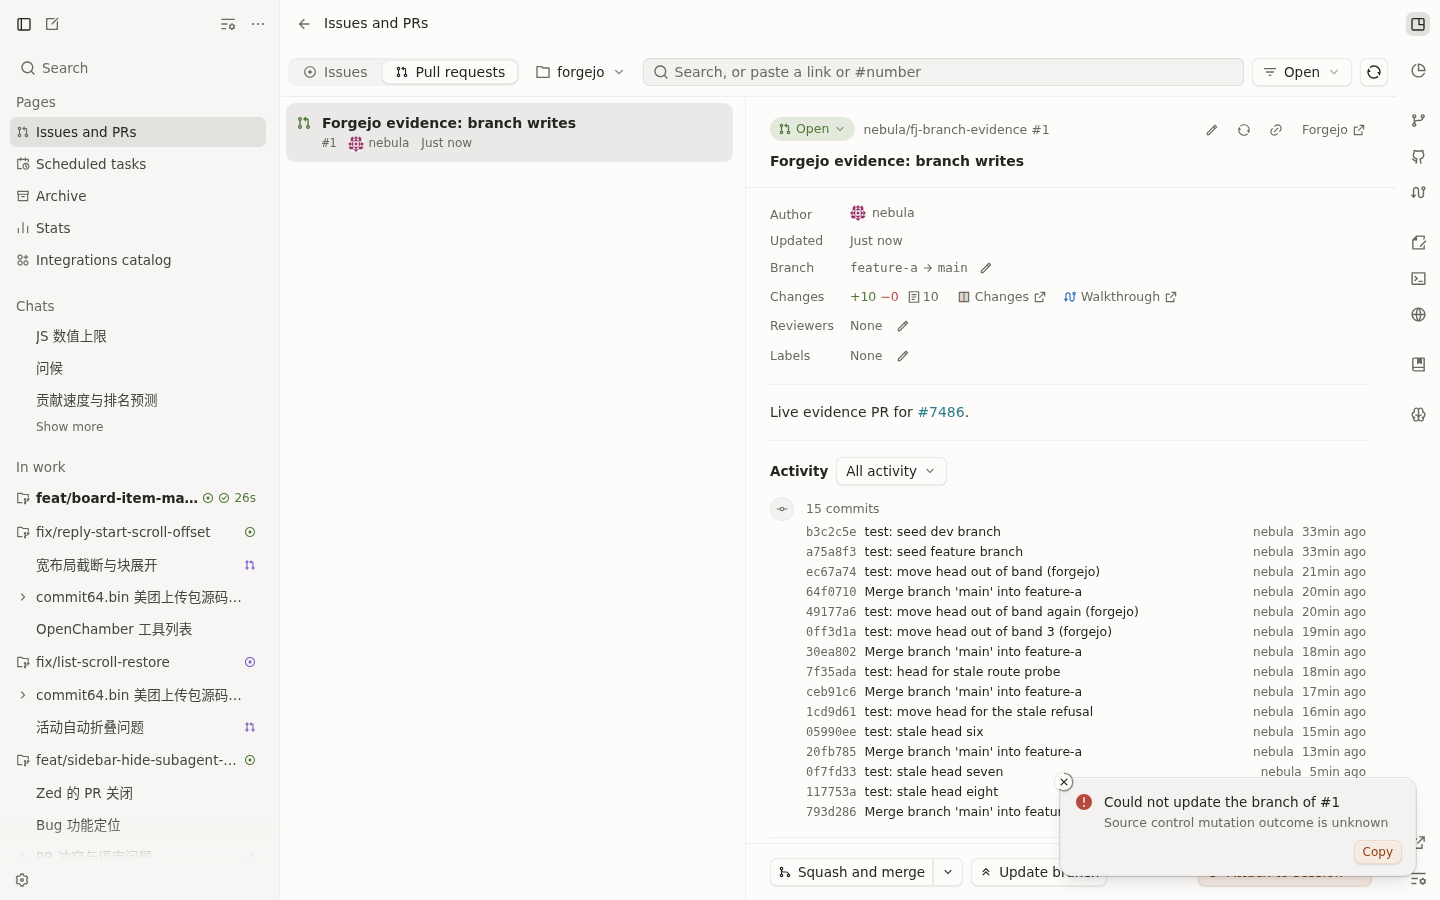 Issues and PRs
Search
Pages
Issues and PRs
Scheduled tasks
Archive
Stats
Integrations catalog
Chats
JS 数值上限
问候
贡献速度与排名预测
Show more
In work
feat/board-item-ma... 26s
fix/reply-start-scroll-offset
宽布局截断与块展开
commit64.bin 美团上传包源码...
OpenChamber 工具列表
fix/list-scroll-restore
commit64.bin 美团上传包源码...
活动自动折叠问题
feat/sidebar-hide-subagent-...
Zed 的 PR 关闭
Bug 功能定位
PR 冲突与评审问题
Issues Pull requests forgejo Search, or paste a link or #number Open
Forgejo evidence: branch writes
#1 nebula Just now
Open nebula/fj-branch-evidence #1 Forgejo
Forgejo evidence: branch writes
Author nebula
Updated Just now
Branch feature-a → main
Changes +10 −0 10 Changes Walkthrough
Reviewers None
Labels None
Live evidence PR for #7486.
Activity All activity
15 commits
b3c2c5e test: seed dev branch nebula 33min ago
a75a8f3 test: seed feature branch nebula 33min ago
ec67a74 test: move head out of band (forgejo) nebula 21min ago
64f0710 Merge branch 'main' into feature-a nebula 20min ago
49177a6 test: move head out of band again (forgejo) nebula 20min ago
0ff3d1a test: move head out of band 3 (forgejo) nebula 19min ago
30ea802 Merge branch 'main' into feature-a nebula 18min ago
7f35ada test: head for stale route probe nebula 18min ago
ceb91c6 Merge branch 'main' into feature-a nebula 17min ago
1cd9d61 test: move head for the stale refusal nebula 16min ago
05990ee test: stale head six nebula 15min ago
20fb785 Merge branch 'main' into feature-a nebula 13min ago
0f7fd33 test: stale head seven nebula 5min ago
117753a test: stale head eight
793d286 Merge branch 'main' into featur
Could not update the branch of #1
Source control mutation outcome is unknown
Copy
Squash and merge Update branch